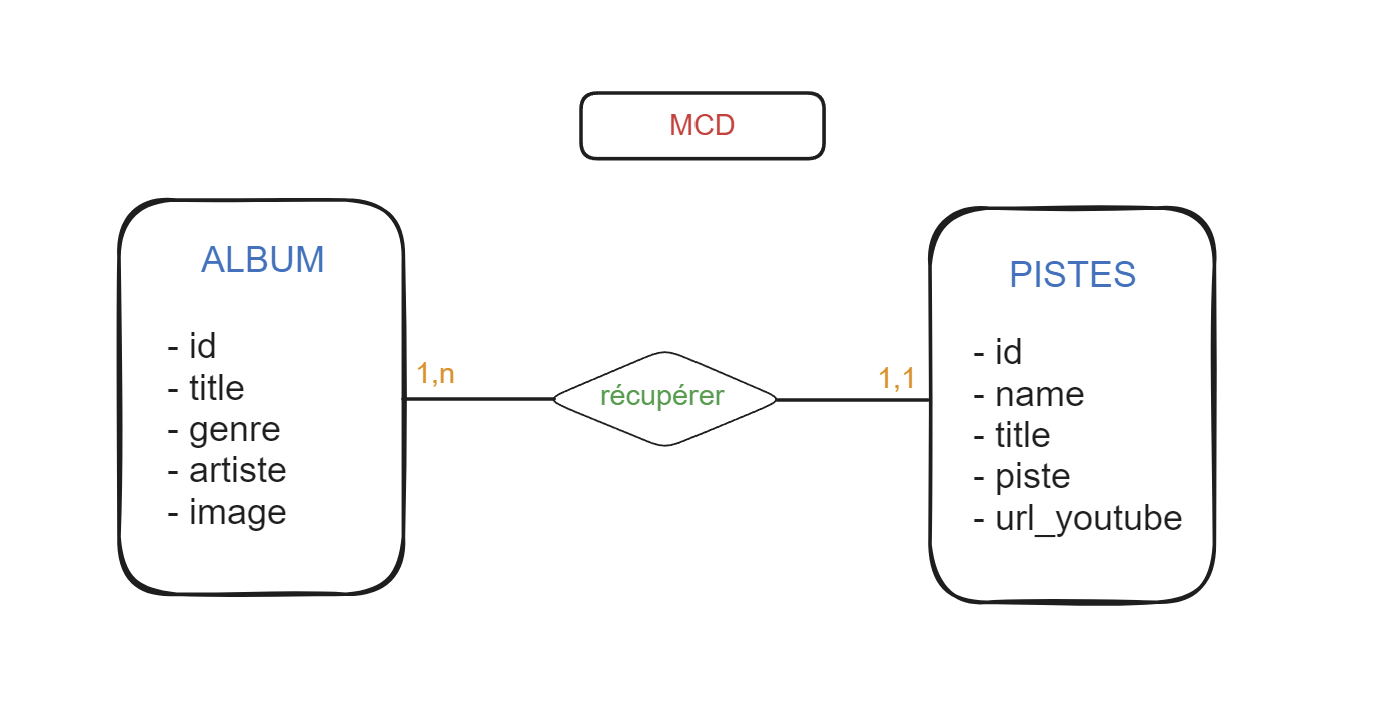 MCD
ALBUM
- id
- title
- genre
- artiste
- image
1,n
récupérer
1,1
PISTES
- id
- name
- title
- piste
- url_youtube